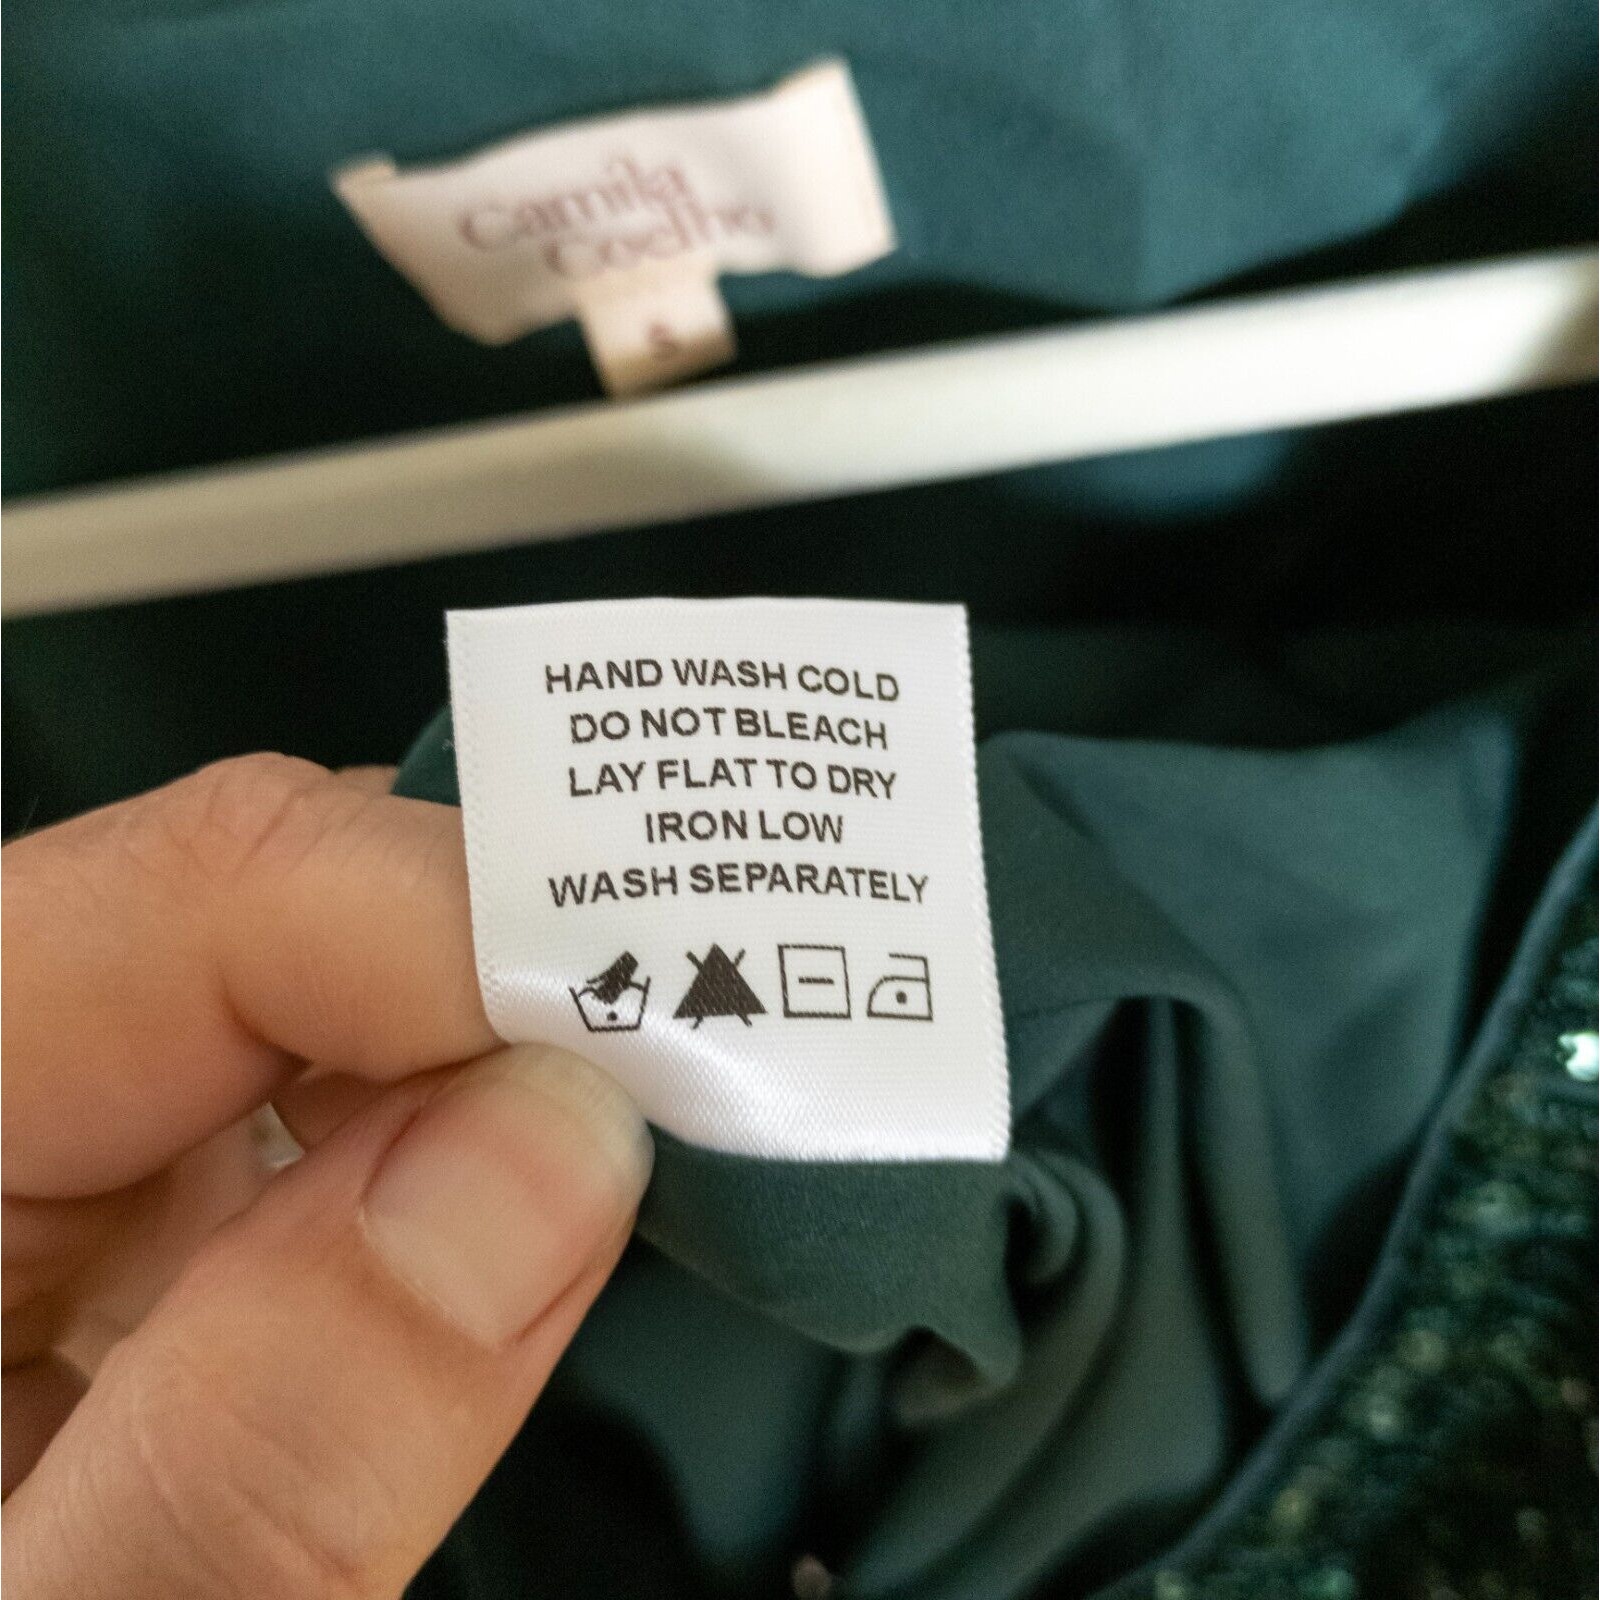 Camila
Coelho
HAND WASH COLD
DO NOT BLEACH
LAY FLAT TO DRY
IRON LOW
WASH SEPARATELY